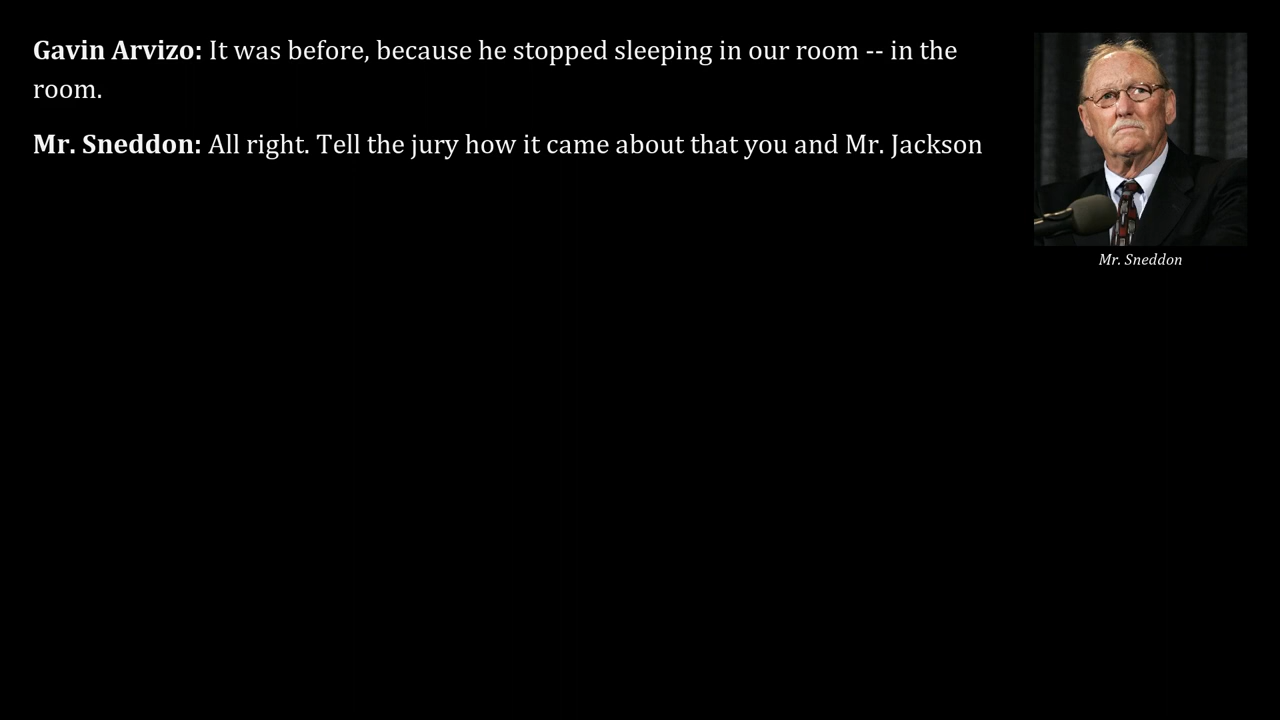 Gavin Arvizo: It was before, because he stopped sleeping in our room -- in the
room.
Mr. Sneddon: All right. Tell the jury how it came about that you and Mr. Jackson
Mr. Sneddon